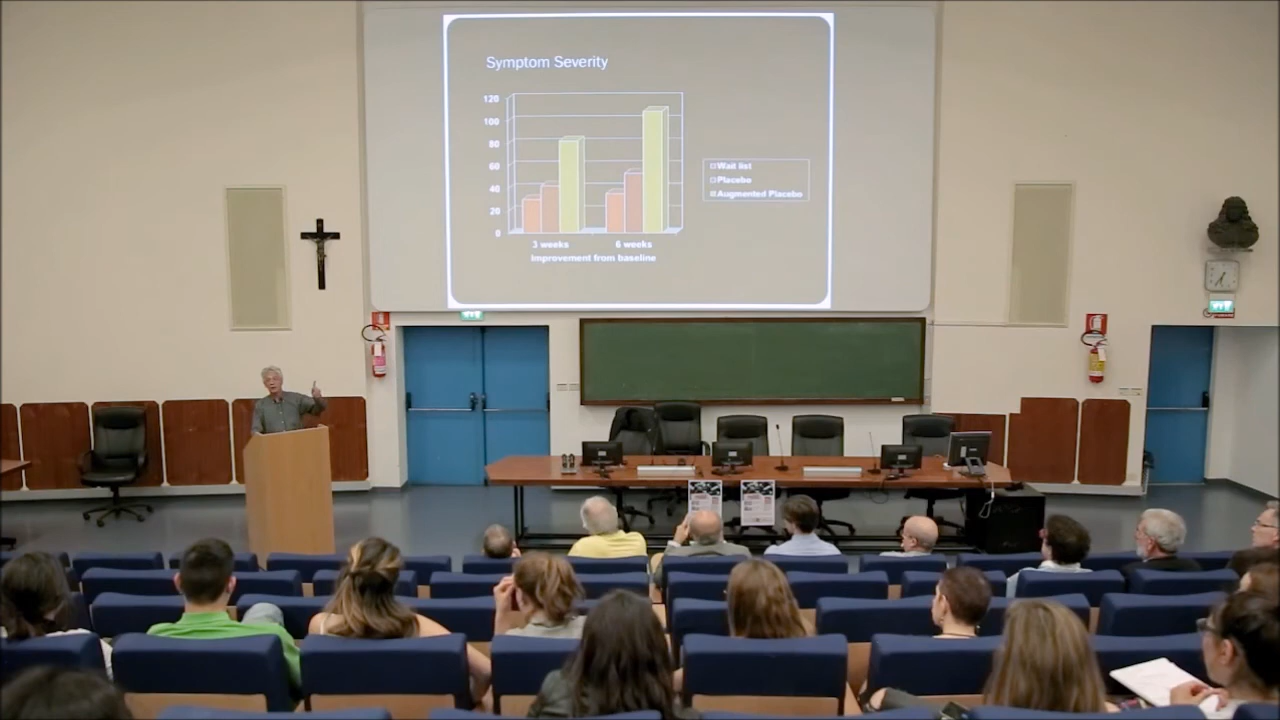 Symptom Severity
120
100
80
60
40
20
0
3 weeks
6 weeks
Improvement from baseline
Wait list
Placebo
Augmented Placebo